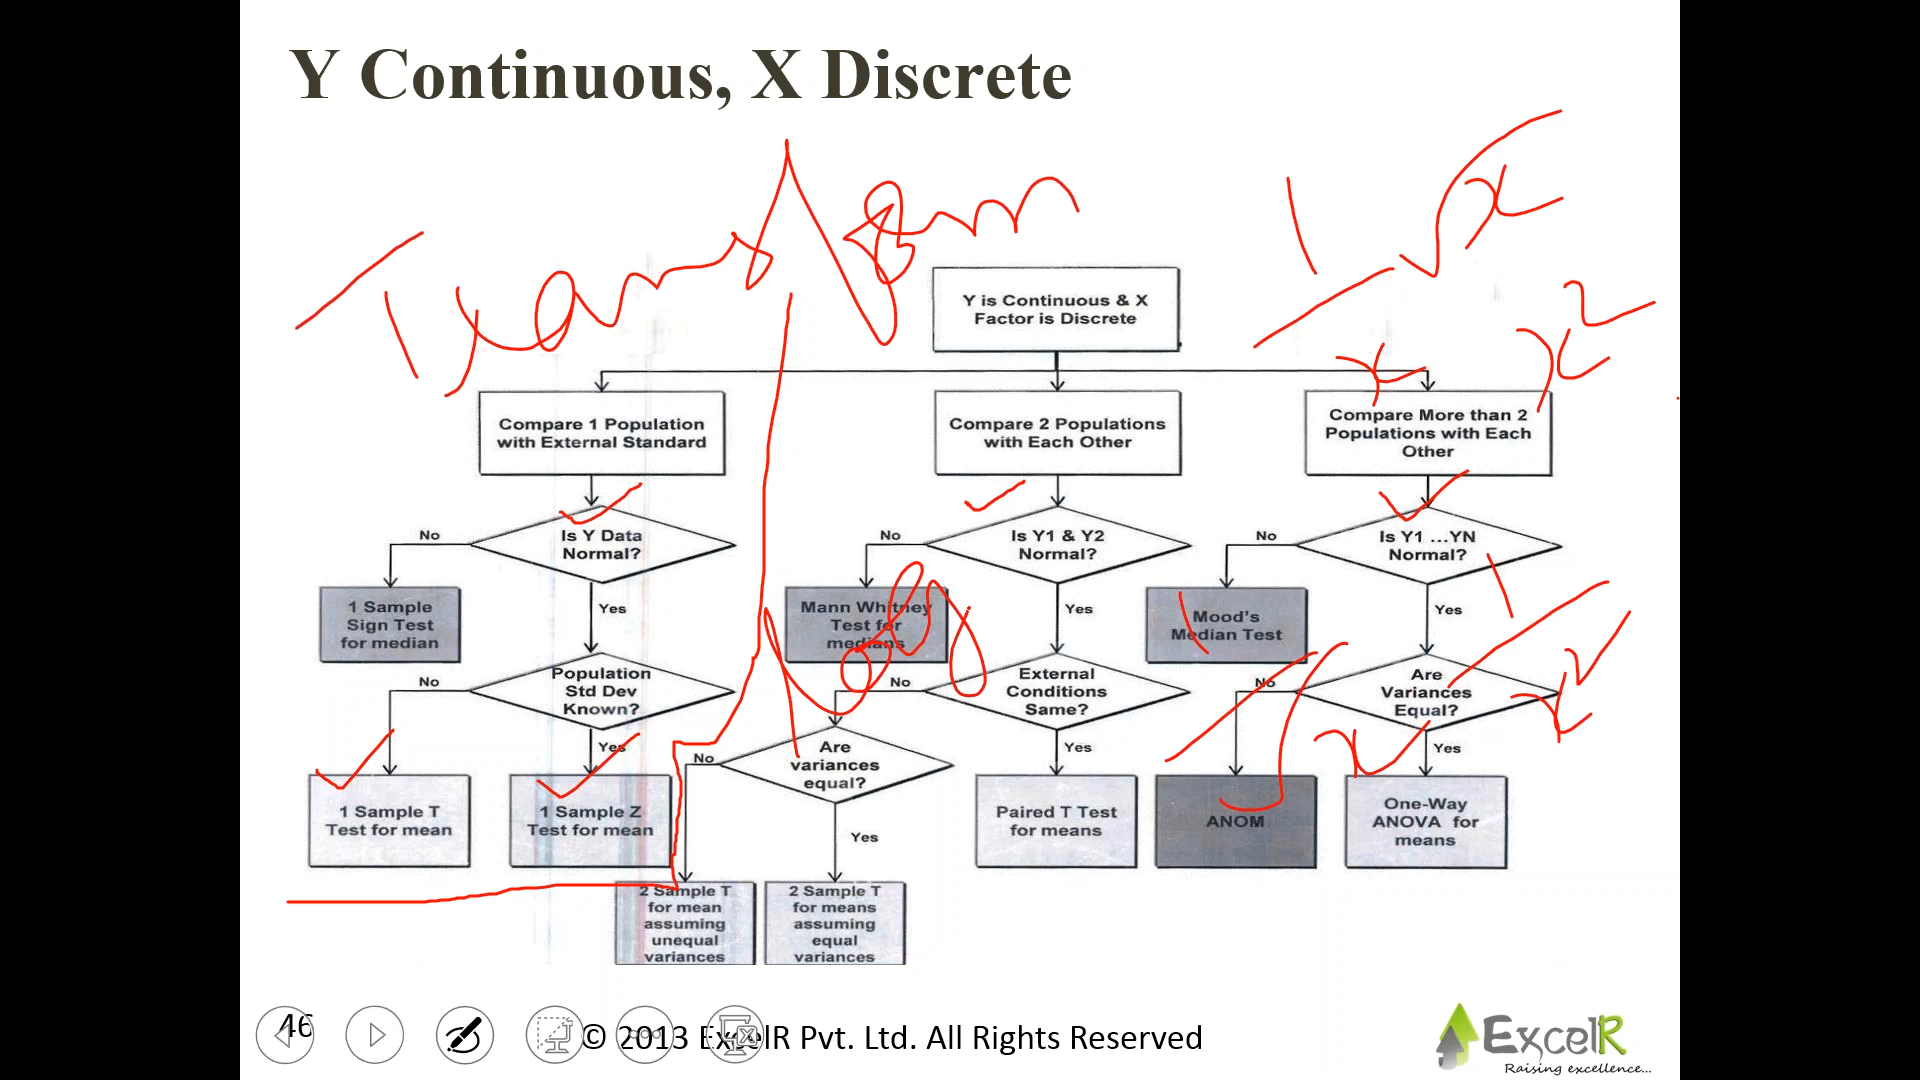 Y Continuous, X Discrete
Transform
1
√x
x
x²
Y is Continuous & X
Factor is Discrete
Compare 1 Population
with External Standard
Compare 2 Populations
with Each Other
Compare More than 2
Populations with Each
Other
No
Is Y Data
Normal?
No
Is Y1 & Y2
Normal?
No
Is Y1 ...YN
Normal?
1 Sample
Sign Test
for median
Yes
Mann Whitney
Test for
medians
Yes
Mood's
Median Test
Yes
log
1
1
x
x²
No
Population
Std Dev
Known?
No
External
Conditions
Same?
No
Are
Variances
Equal?
Yes
No
Are
variances
equal?
Yes
Yes
1 Sample T
Test for mean
1 Sample Z
Test for mean
Yes
Paired T Test
for means
ANOM
One-Way
ANOVA for
means
2 Sample T
for mean
assuming
unequal
variances
2 Sample T
for means
assuming
equal
variances
46
© 2013 ExcelR Pvt. Ltd. All Rights Reserved
ExcelR
Raising excellence...